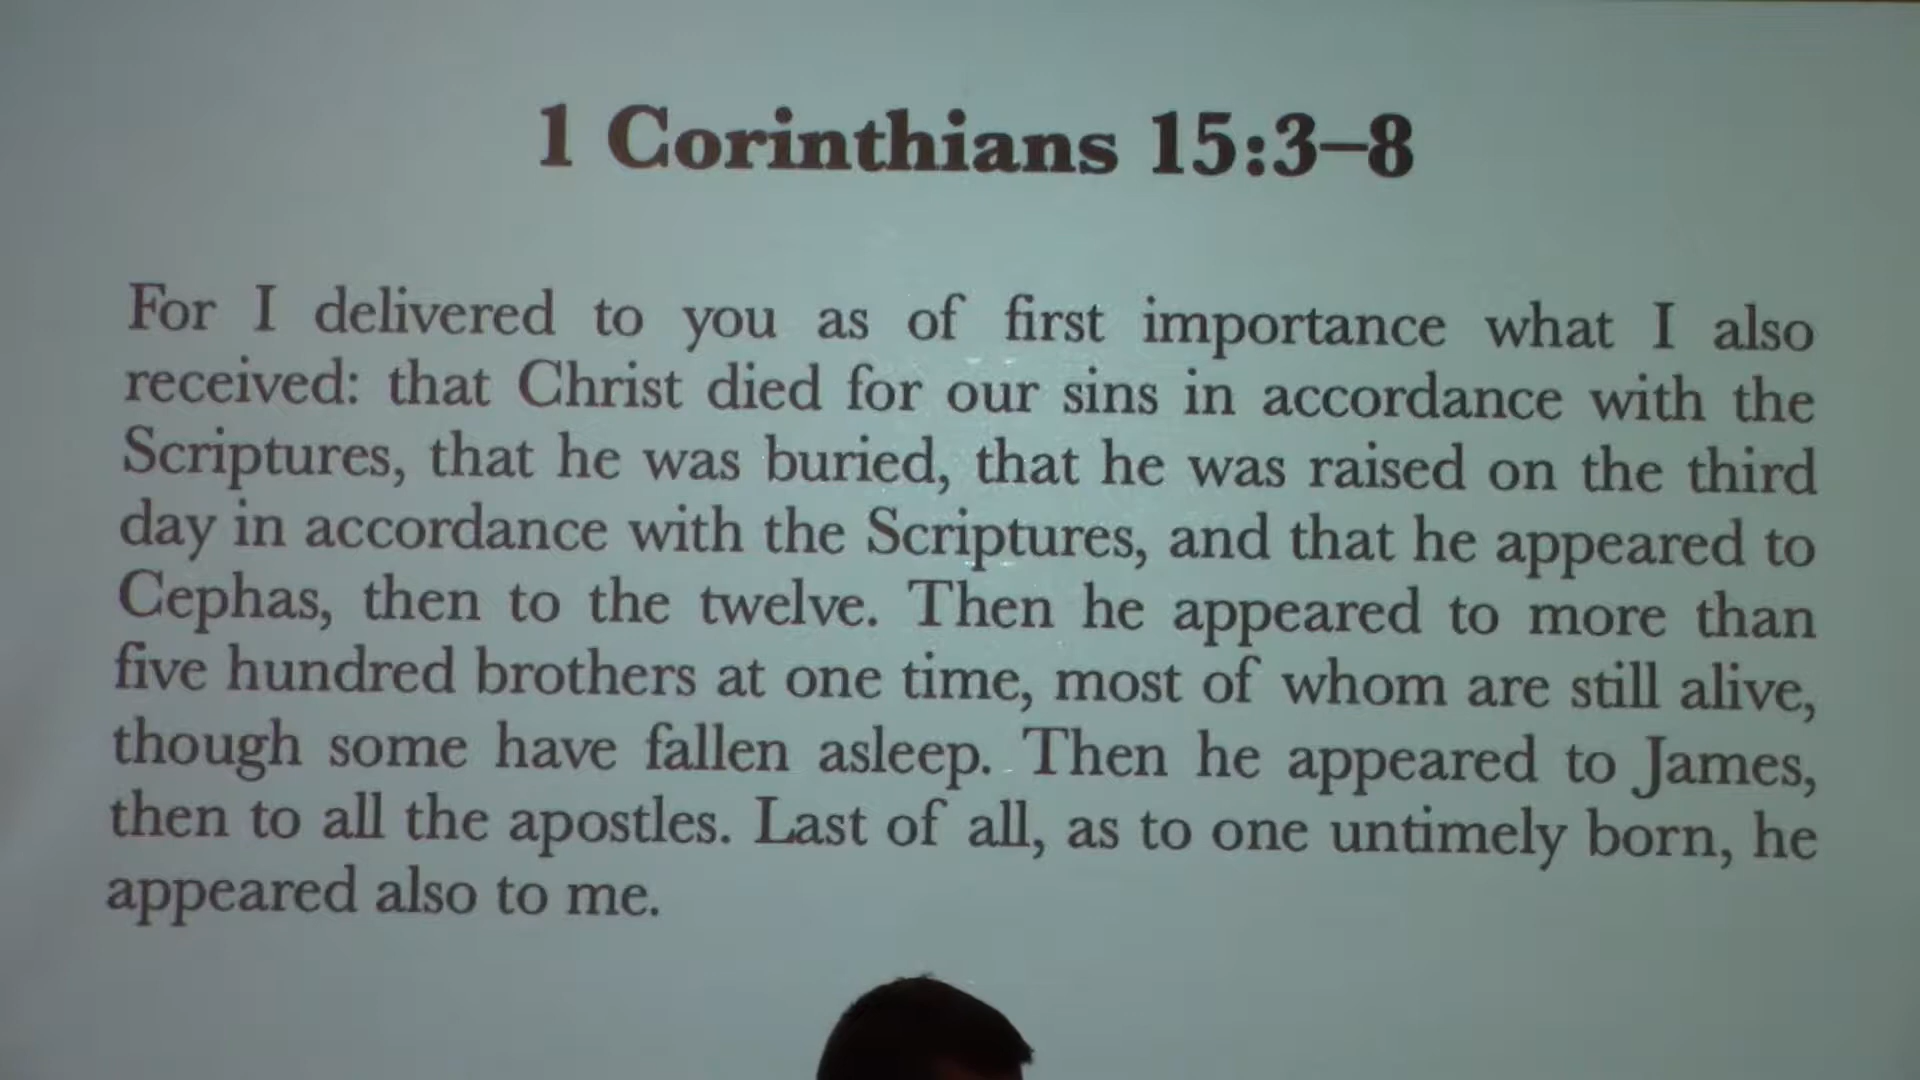 1 Corinthians 15:3–8
For I delivered to you as of first importance what I also
received: that Christ died for our sins in accordance with the
Scriptures, that he was buried, that he was raised on the third
day in accordance with the Scriptures, and that he appeared to
Cephas, then to the twelve. Then he appeared to more than
five hundred brothers at one time, most of whom are still alive,
though some have fallen asleep. Then he appeared to James,
then to all the apostles. Last of all, as to one untimely born, he
appeared also to me.